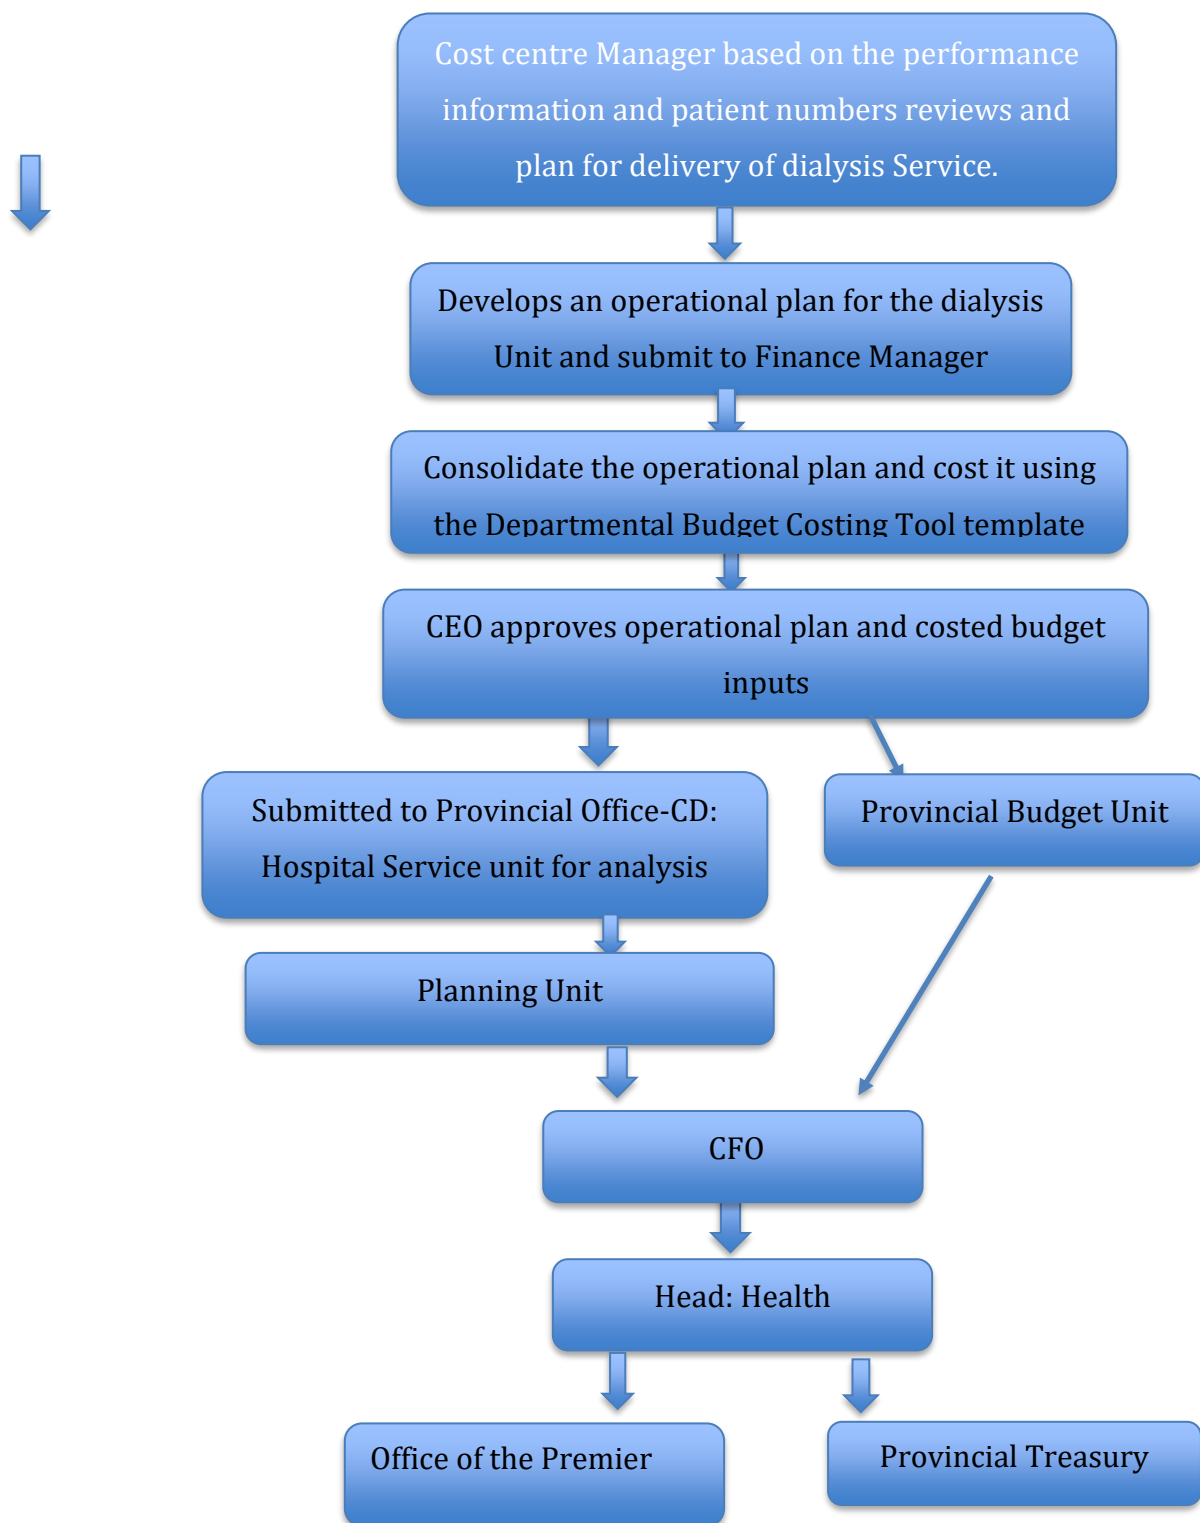 Cost centre Manager based on the performance
information and patient numbers reviews and
plan for delivery of dialysis Service.
Develops an operational plan for the dialysis
Unit and submit to Finance Manager
Consolidate the operational plan and cost it using
the Departmental Budget Costing Tool template
CEO approves operational plan and costed budget
inputs
Submitted to Provincial Office-CD:
Hospital Service unit for analysis
Provincial Budget Unit
Planning Unit
CFO
Head: Health
Office of the Premier
Provincial Treasury